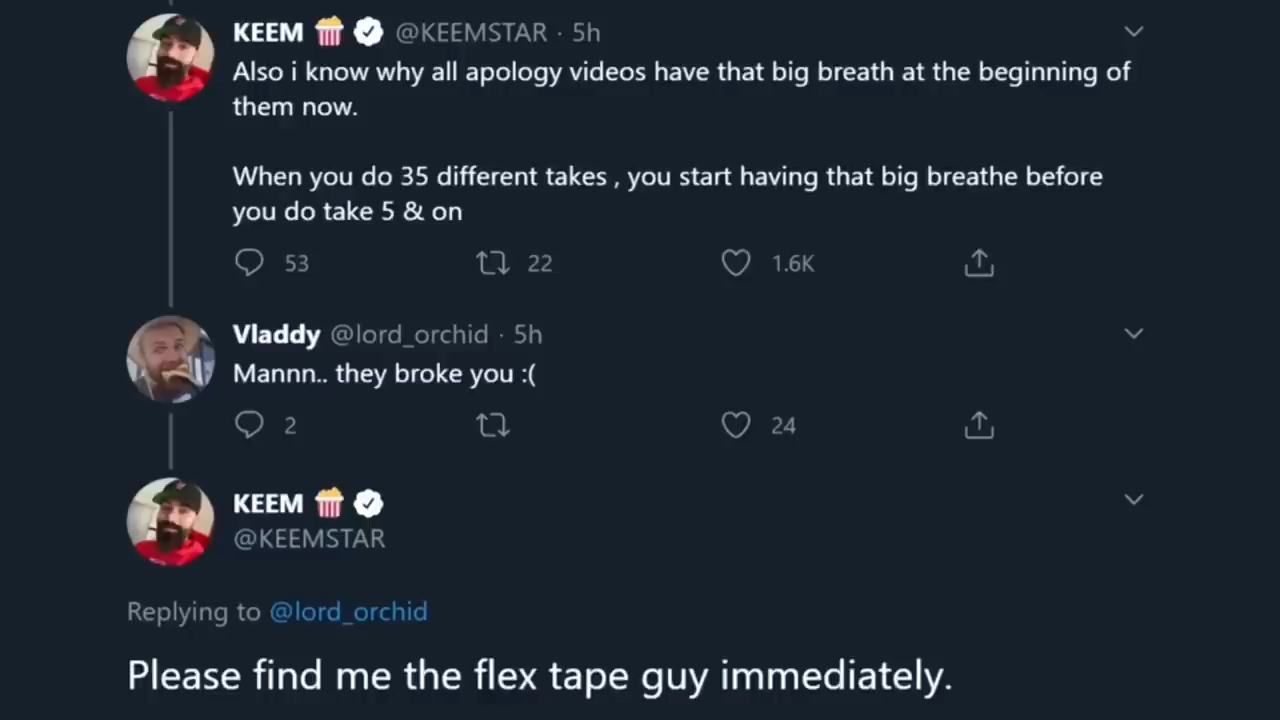 KEEM 🍿 @KEEMSTAR · 5h
Also i know why all apology videos have that big breath at the beginning of
them now.
When you do 35 different takes , you start having that big breathe before
you do take 5 & on
53 22 1.6K
Vladdy @lord_orchid · 5h
Mannn.. they broke you :(
2 24
KEEM 🍿
@KEEMSTAR
Replying to @lord_orchid
Please find me the flex tape guy immediately.